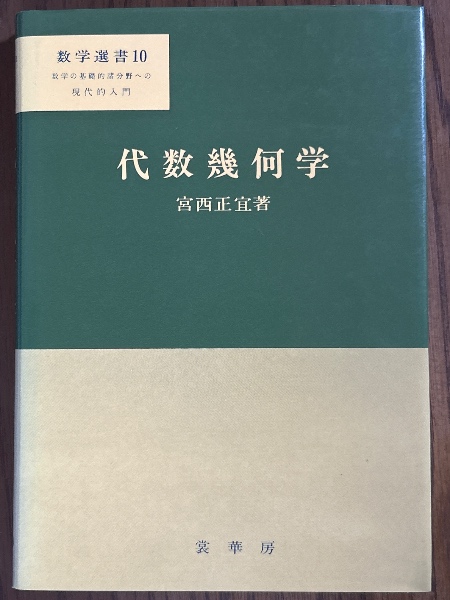 数学選書10
数学の基礎的諸分野への
現代的入門
代数幾何学
宮西正宜著
裳華房